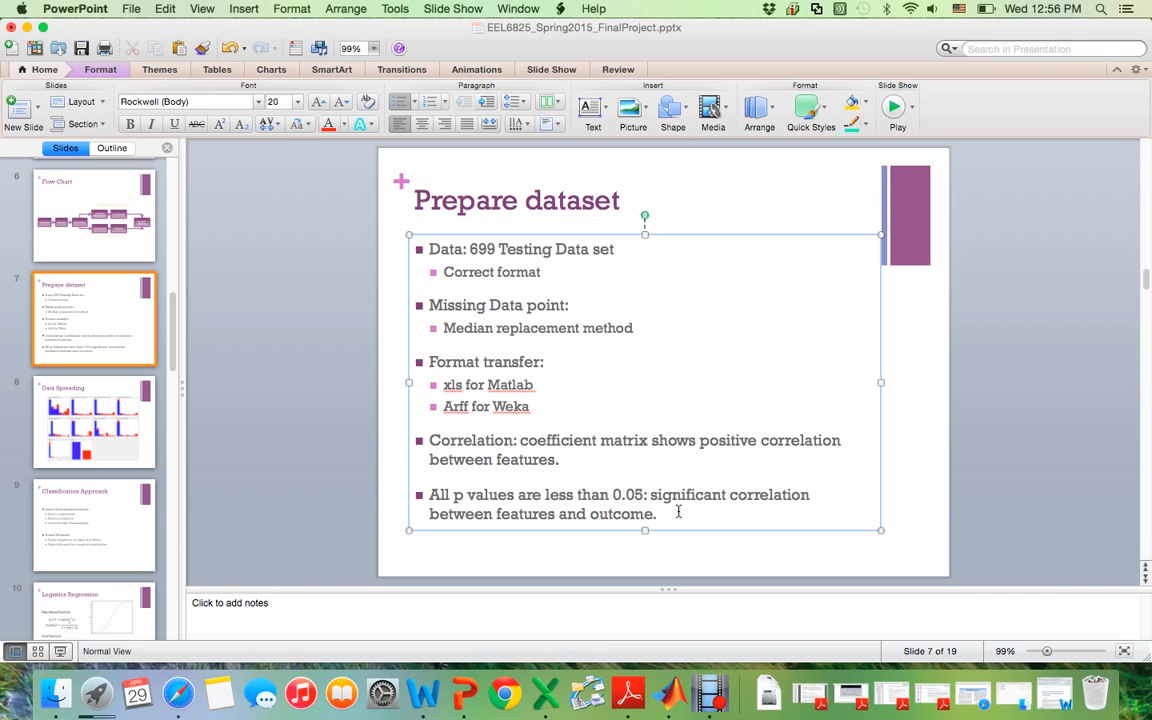 PowerPoint File Edit View Insert Format Arrange Tools Slide Show Window Help Wed 12:56 PM
EEL6825_Spring2015_FinalProject.pptx
99% Search in Presentation
Home Format Themes Tables Charts SmartArt Transitions Animations Slide Show Review
Slides Font Paragraph Insert Format Slide Show
New Slide Layout Section
Rockwell (Body) 20
B I U ABC A² A₂ Aa A A
Text Picture Shape Media Arrange Quick Styles Play
Slides Outline
6
Flow Chart
7
Prepare dataset
8
Data Spreading
9
Classification Approach
10
Logistics Regression
+
Prepare dataset
Data: 699 Testing Data set
Correct format
Missing Data point:
Median replacement method
Format transfer:
xls for Matlab
Arff for Weka
Correlation: coefficient matrix shows positive correlation
between features.
All p values are less than 0.05: significant correlation
between features and outcome.
Click to add notes
Normal View Slide 7 of 19 99%
APR
29